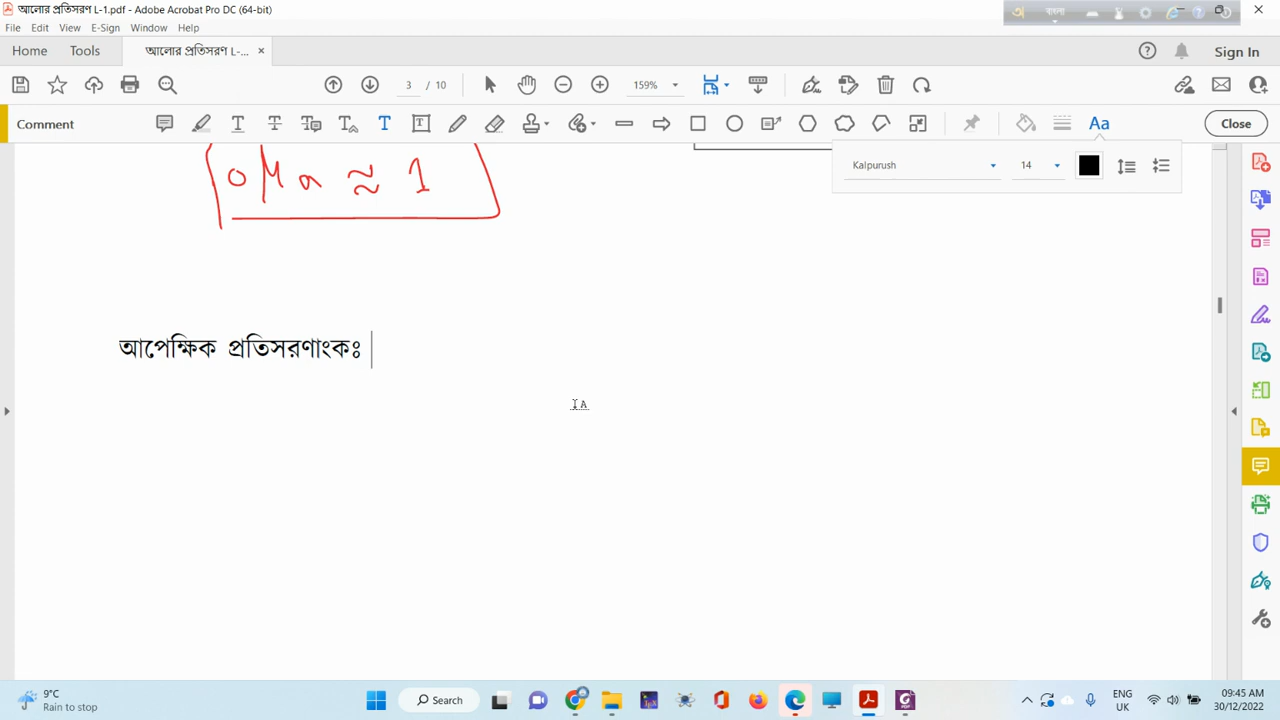 আলোর প্রতিসরণ L-1.pdf - Adobe Acrobat Pro DC (64-bit)
বাংলা
File Edit View E-Sign Window Help
Home Tools আলোর প্রতিসরণ L-... × Sign In
3 / 10 159%
Comment Aa Close
Kalpurush 14
oμa ≈ 1
আপেক্ষিক প্রতিসরণাংকঃ
9°C
Rain to stop
Search
ENG
UK
09:45 AM
30/12/2022